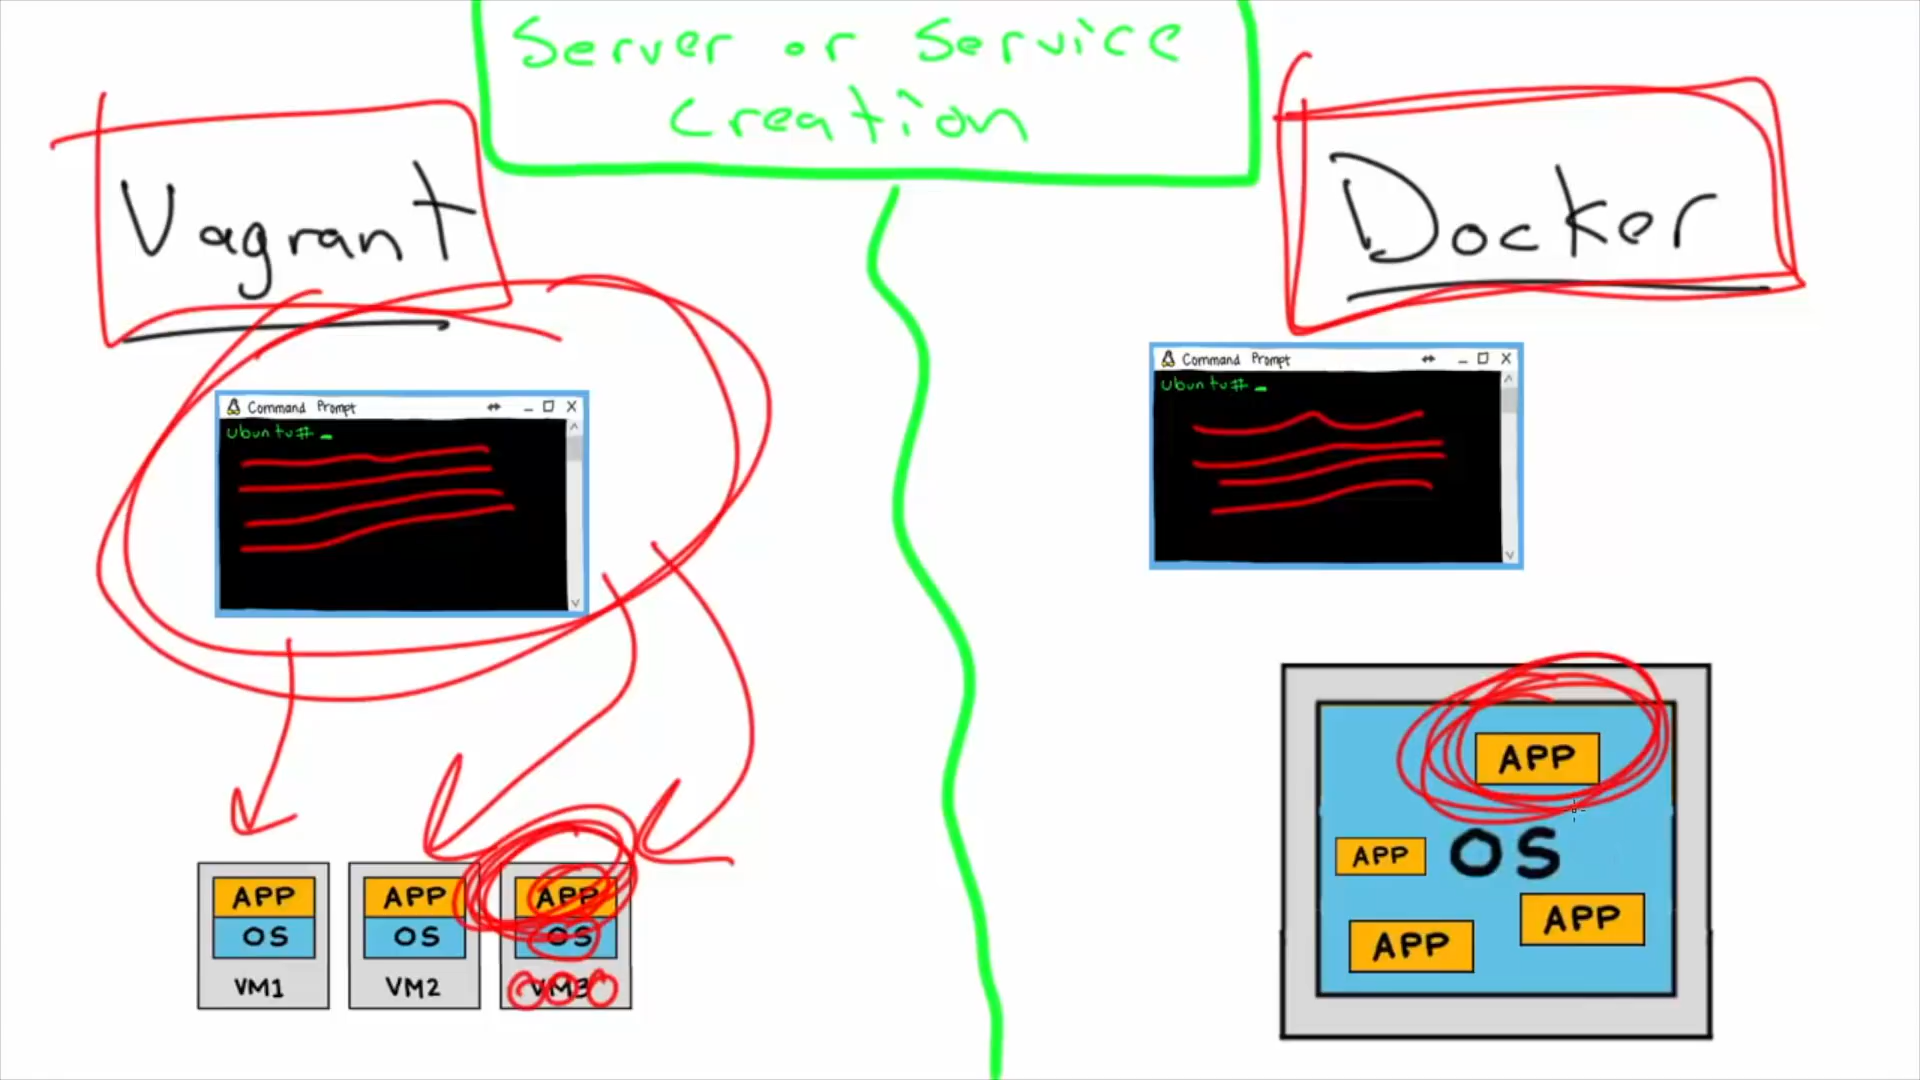 Server or Service
Creation
Vagrant
Docker
Command Prompt
ubuntu# _
Command Prompt
ubuntu# _
APP
OS
VM1
APP
OS
VM2
APP
OS
VM3
APP
APP
OS
APP
APP